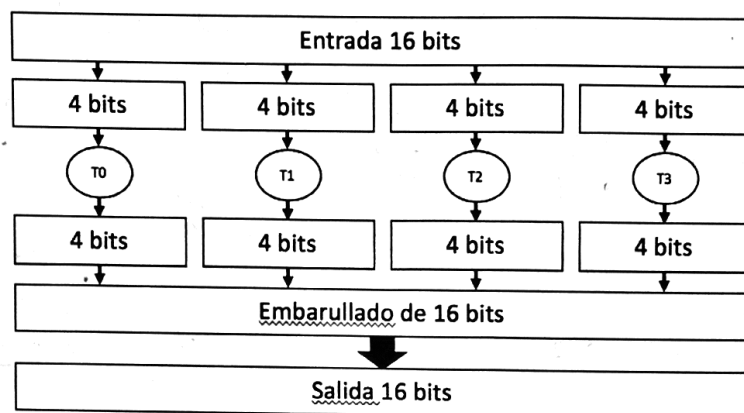 Entrada 16 bits
4 bits 4 bits 4 bits 4 bits
T0 T1 T2 T3
4 bits 4 bits 4 bits 4 bits
Embarullado de 16 bits
Salida 16 bits